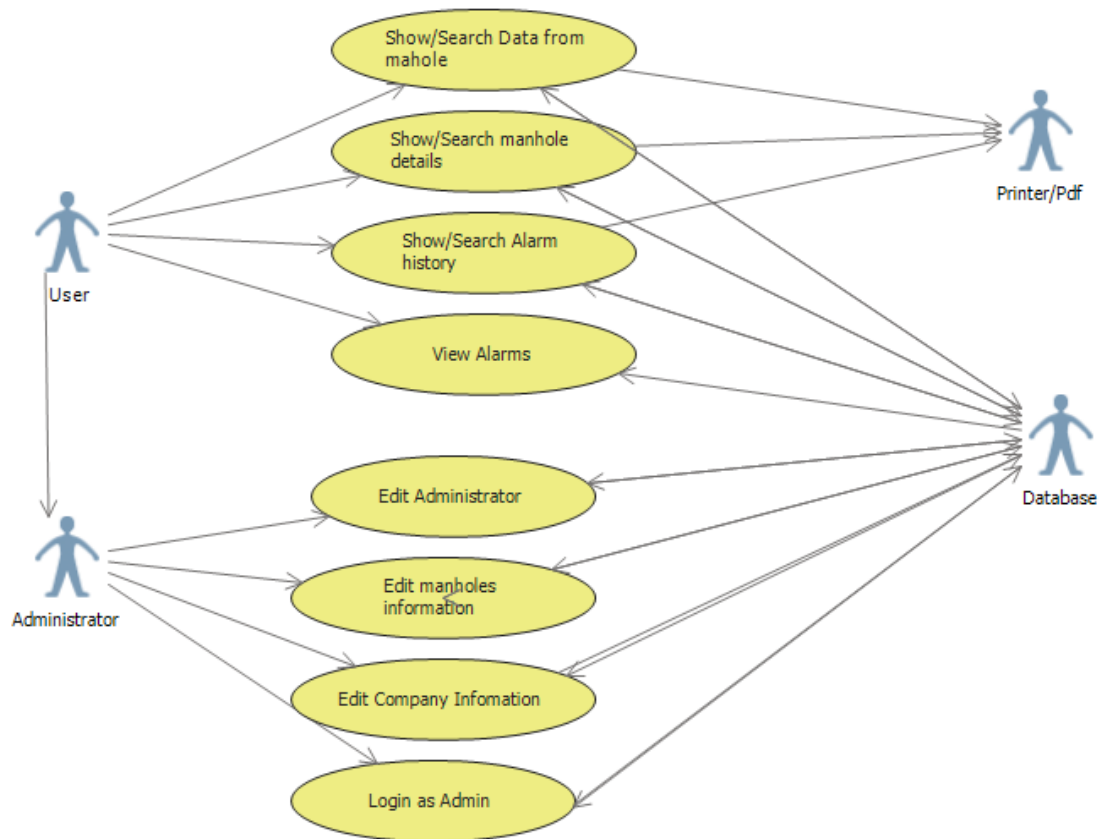 Show/Search Data from
mahole
Show/Search manhole
details
Printer/Pdf
Show/Search Alarm
history
User
View Alarms
Edit Administrator
Database
Edit manholes
information
Administrator
Edit Company Infomation
Login as Admin